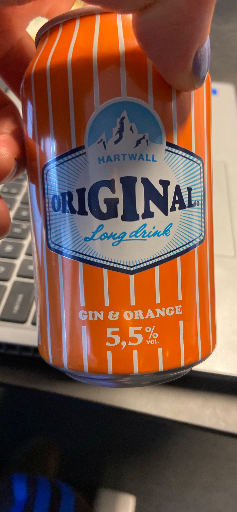 HARTWALL
ORIGINAL
Long drink
GIN & ORANGE
5,5% vol.